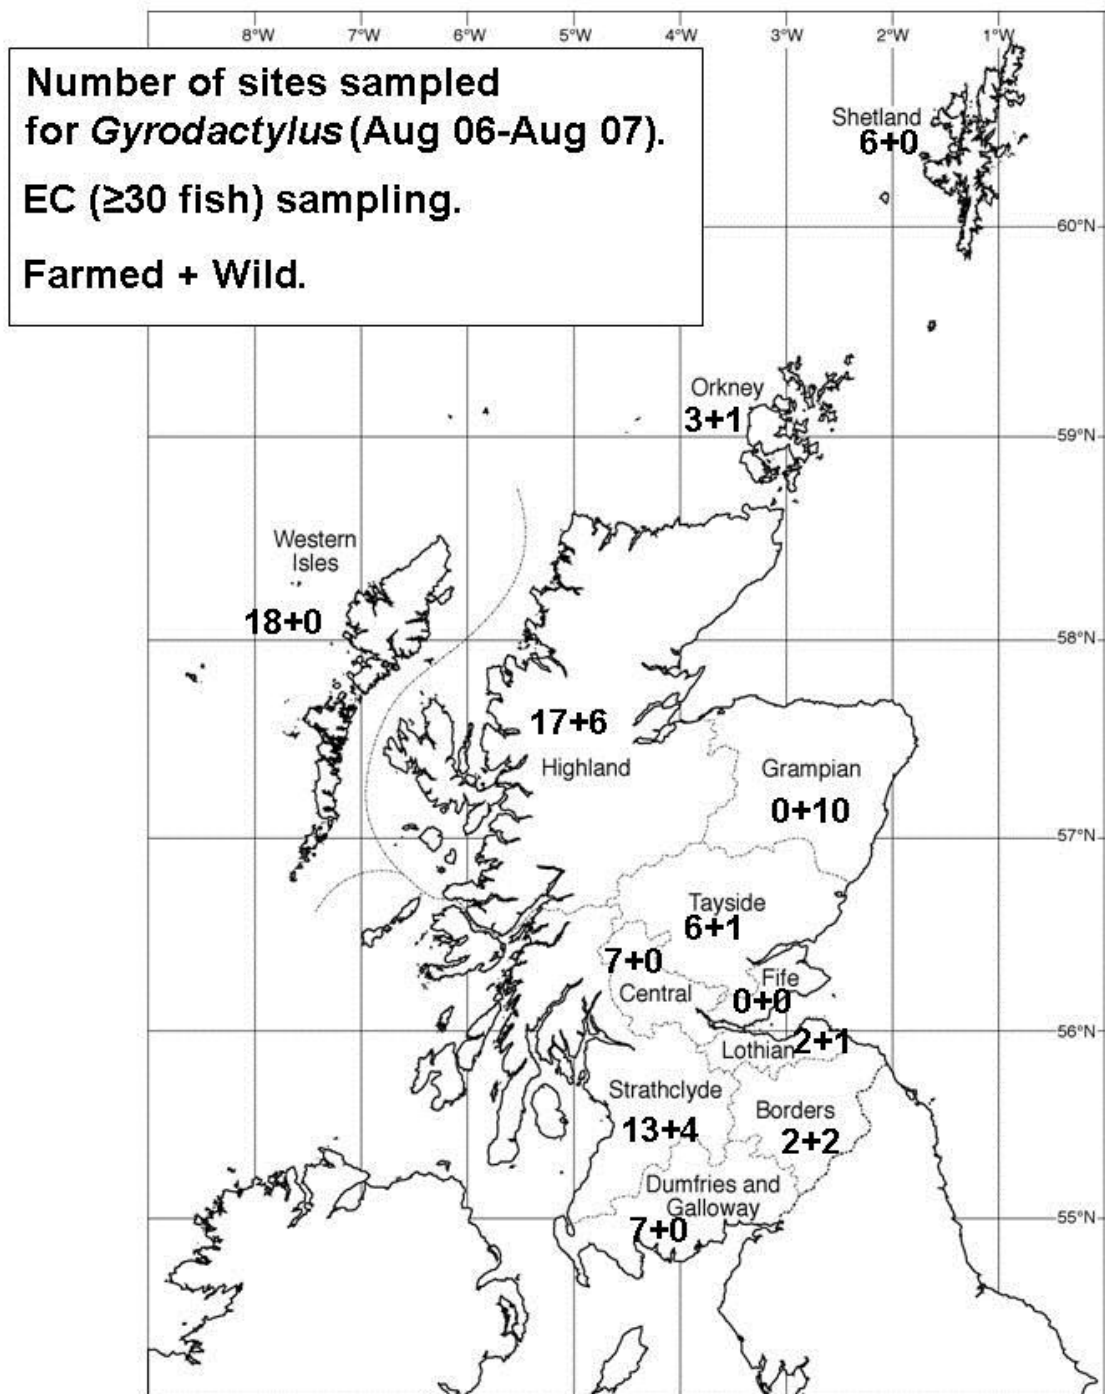 8°W 7°W 6°W 5°W 4°W 3°W 2°W 1°W
Number of sites sampled
for Gyrodactylus (Aug 06-Aug 07).
EC (≥30 fish) sampling.
Farmed + Wild.
Shetland
6+0
60°N
Orkney
3+1
59°N
Western
Isles
18+0
58°N
17+6
Highland
Grampian
0+10
57°N
Tayside
6+1
7+0
Central
Fife
0+0
56°N
Lothian 2+1
Strathclyde
13+4
Borders
2+2
Dumfries and
Galloway
7+0
55°N